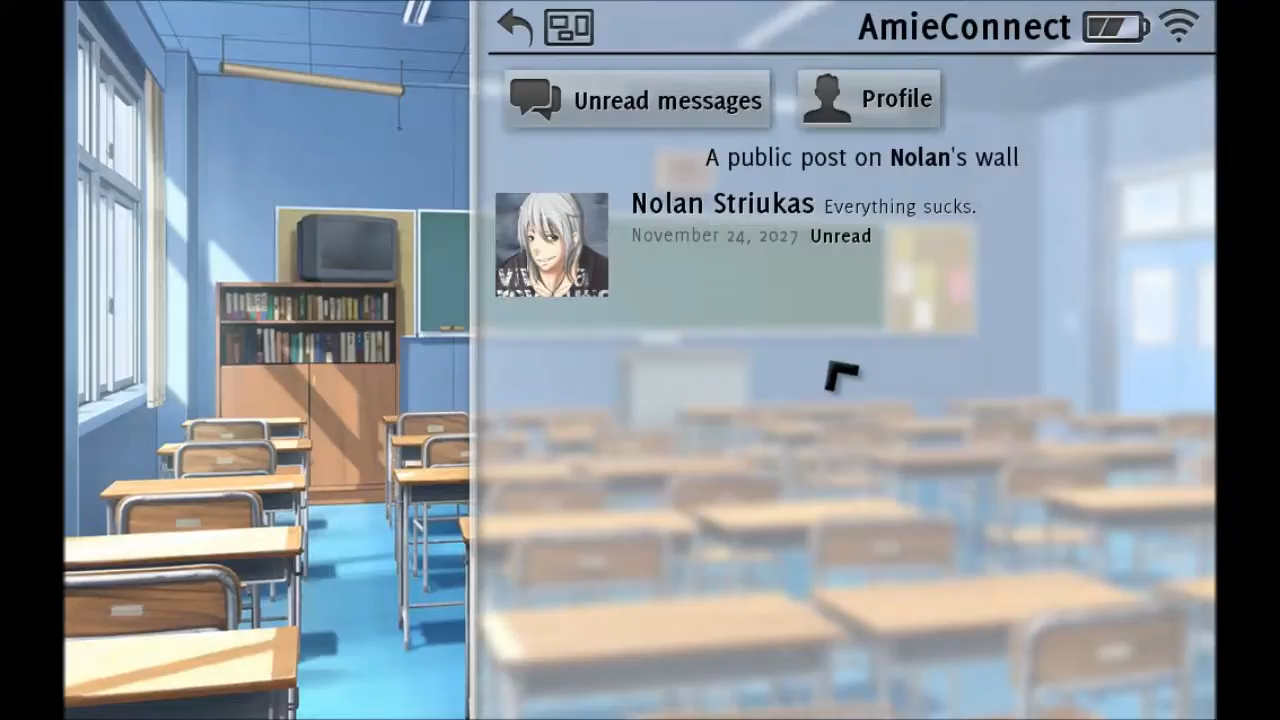 AmieConnect
Unread messages
Profile
A public post on Nolan's wall
Nolan Striukas Everything sucks.
November 24, 2027 Unread